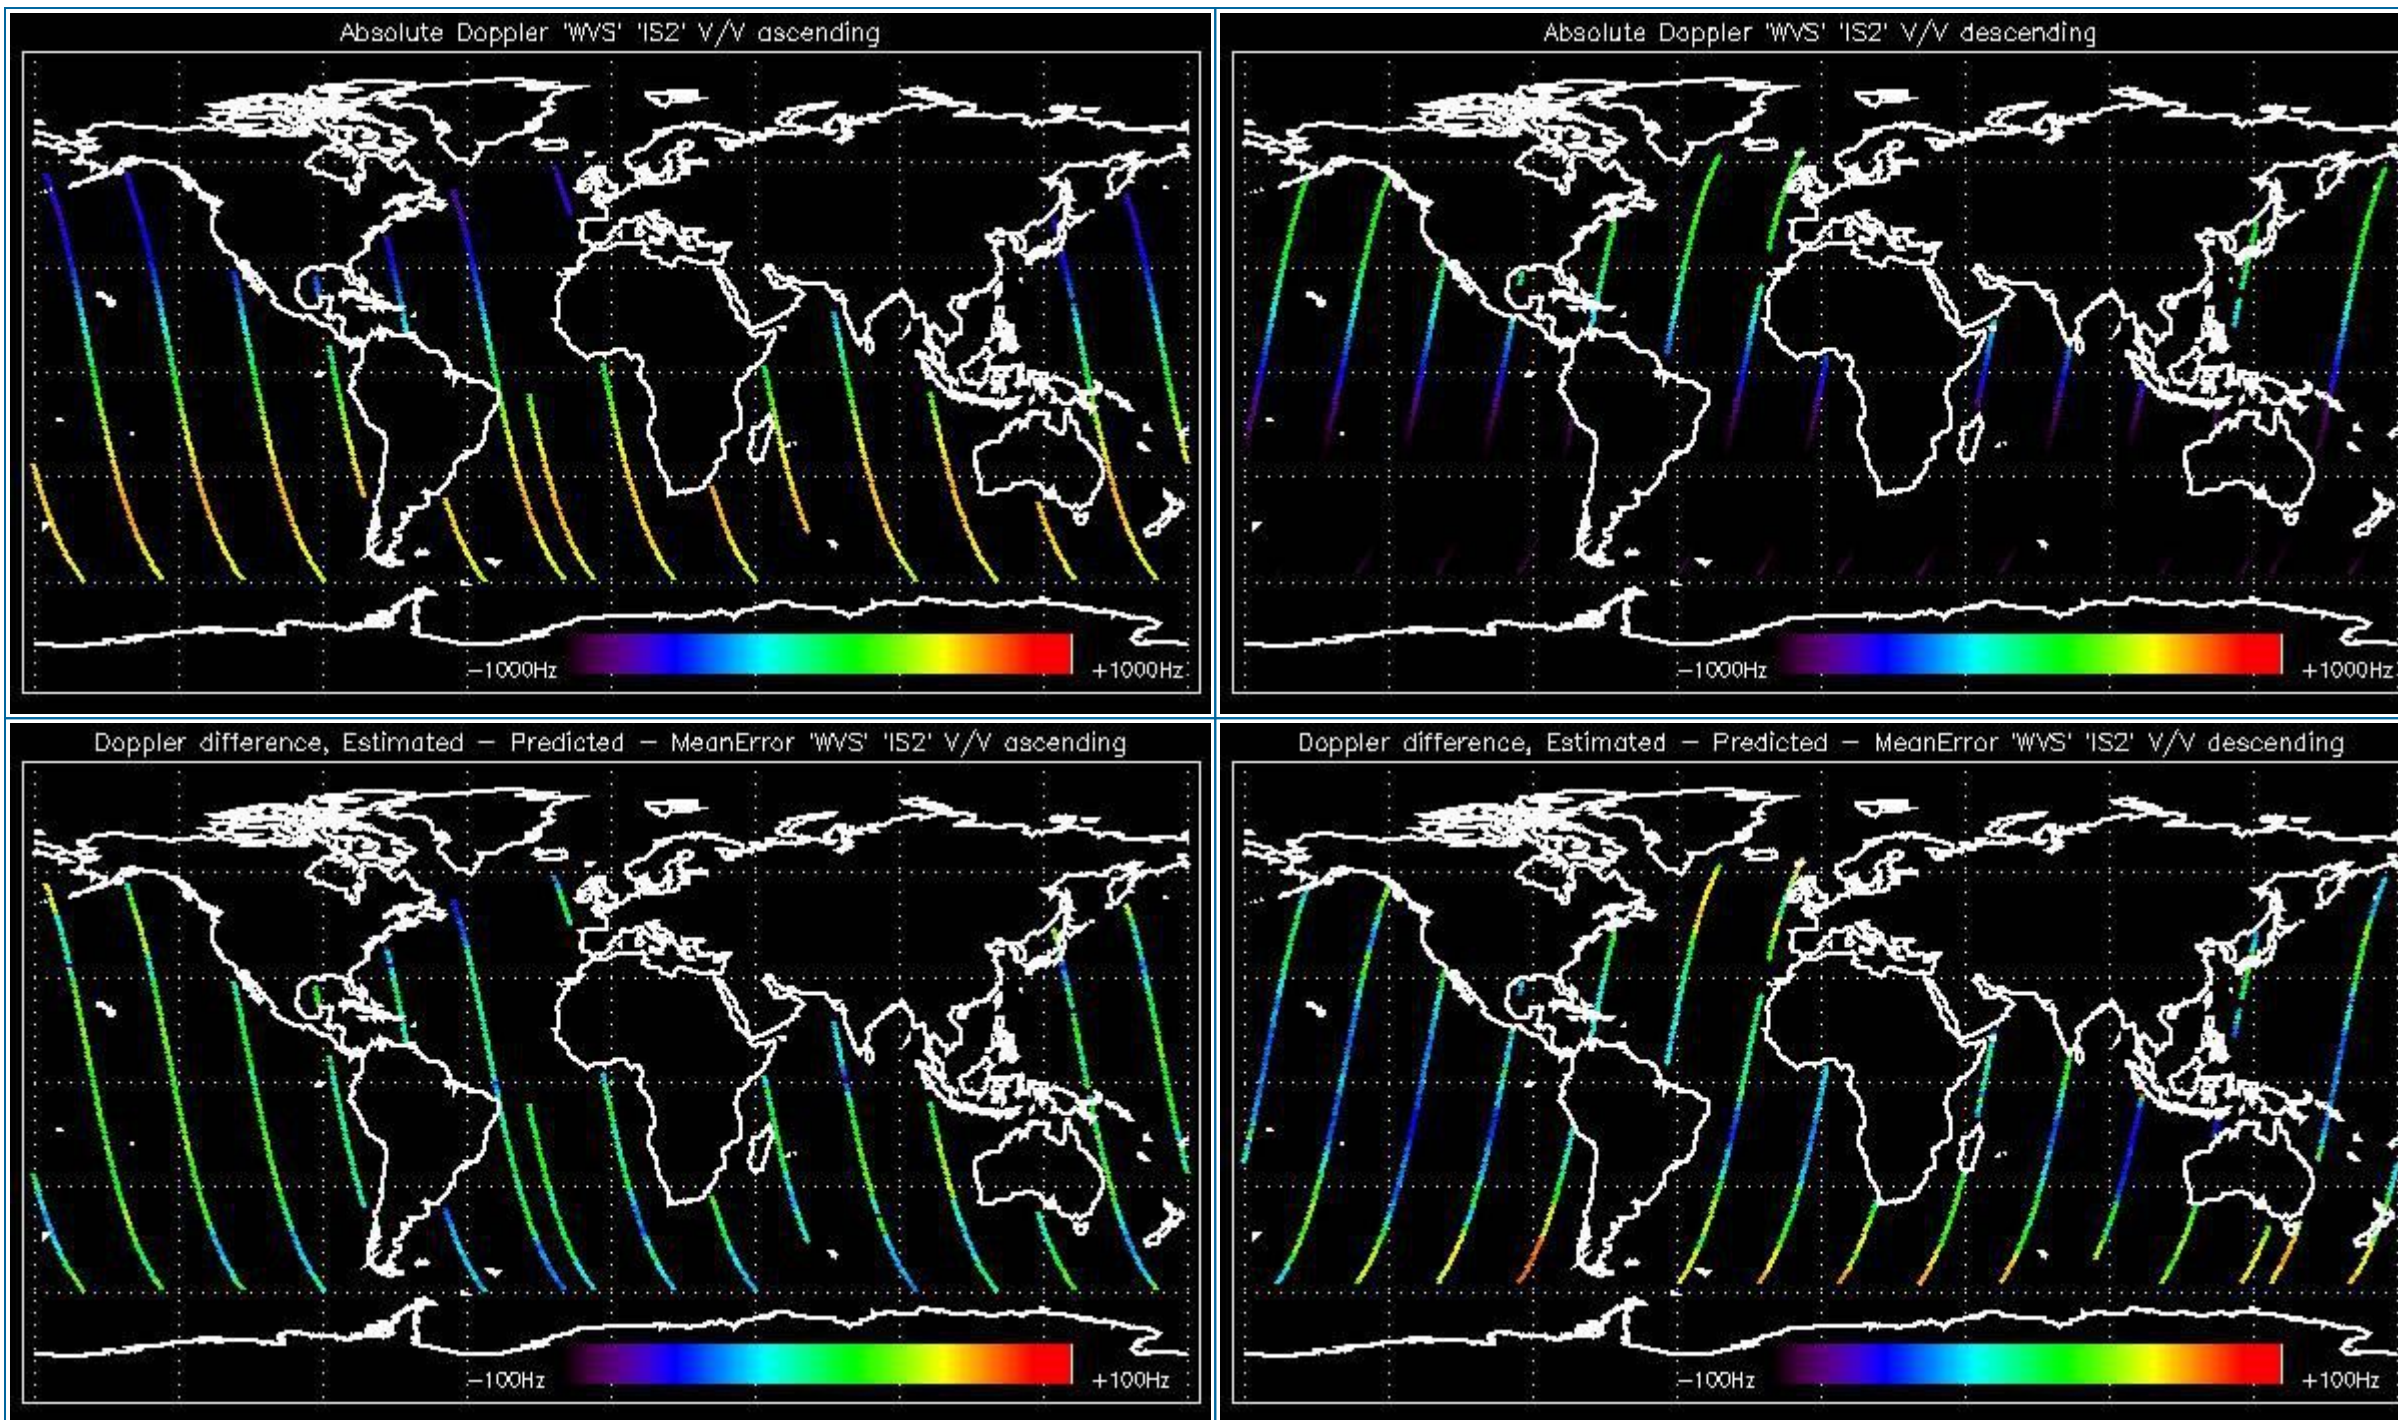 Absolute Doppler 'WVS' 'IS2' V/V ascending
-1000Hz +1000Hz
Absolute Doppler 'WVS' 'IS2' V/V descending
-1000Hz +1000Hz
Doppler difference, Estimated - Predicted - MeanError 'WVS' 'IS2' V/V ascending
-100Hz +100Hz
Doppler difference, Estimated - Predicted - MeanError 'WVS' 'IS2' V/V descending
-100Hz +100Hz